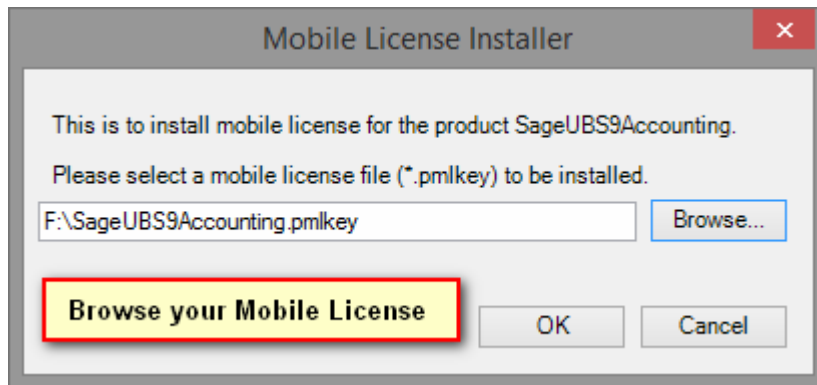 Mobile License Installer
This is to install mobile license for the product SageUBS9Accounting.
Please select a mobile license file (*.pmlkey) to be installed.
F:\SageUBS9Accounting.pmlkey
Browse...
Browse your Mobile License
OK
Cancel